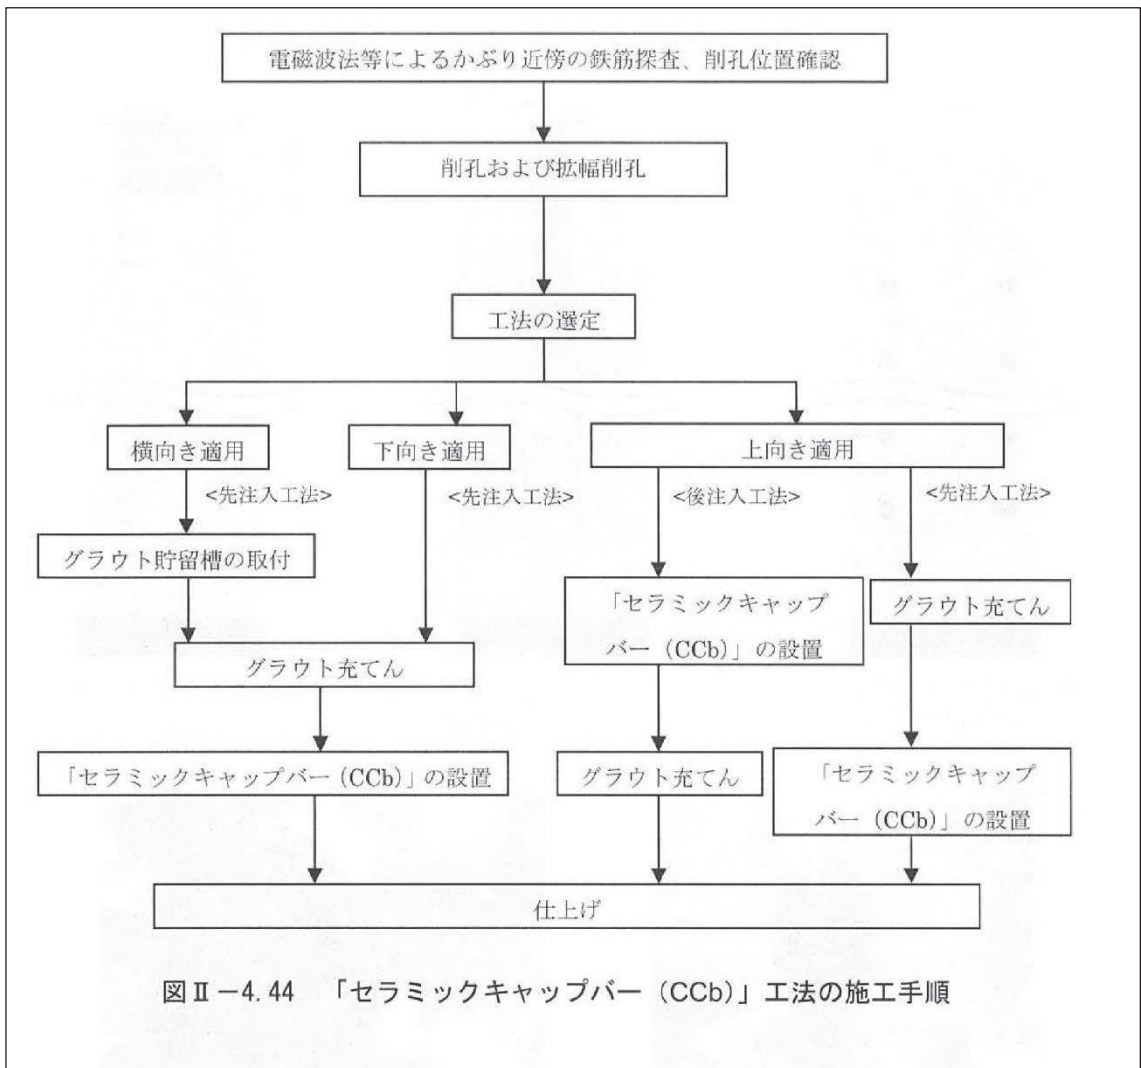 電磁波法等によるかぶり近傍の鉄筋探査、削孔位置確認
削孔および拡幅削孔
工法の選定
横向き適用
下向き適用
上向き適用
<先注入工法>
<先注入工法>
<後注入工法>
<先注入工法>
グラウト貯留槽の取付
「セラミックキャップ
バー（CCb）」の設置
グラウト充てん
グラウト充てん
「セラミックキャップバー（CCb）」の設置
グラウト充てん
「セラミックキャップ
バー（CCb）」の設置
仕上げ
図Ⅱ－4.44　「セラミックキャップバー（CCb）」工法の施工手順